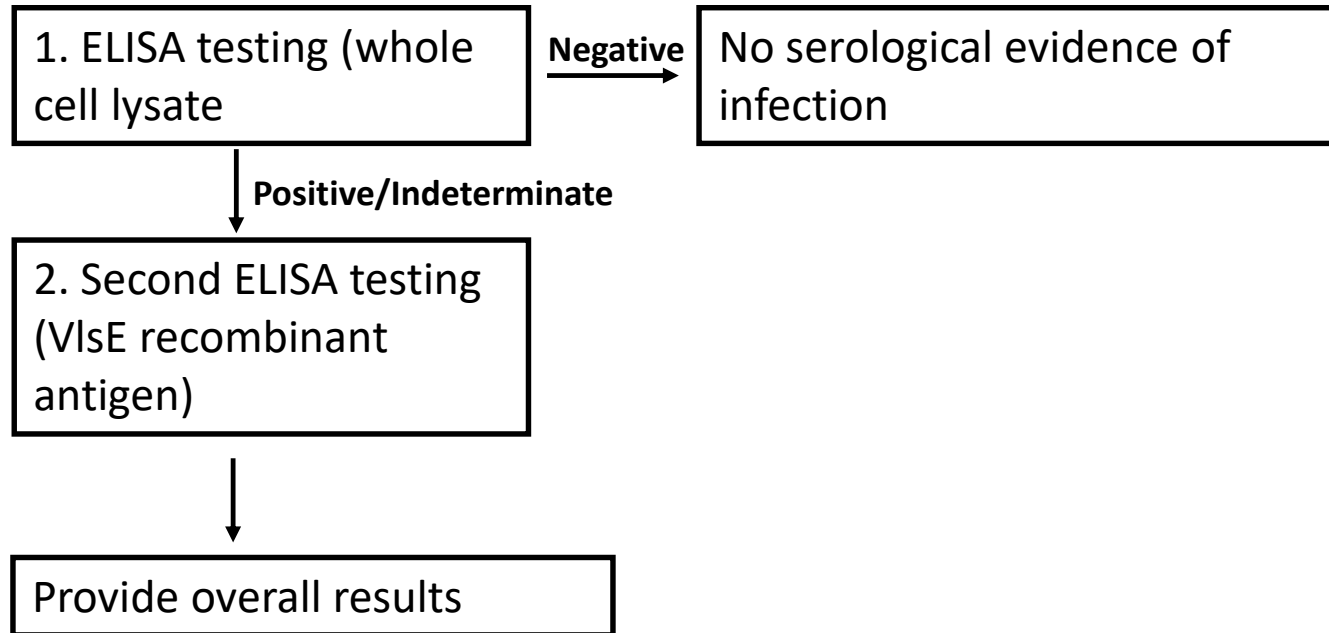 1. ELISA testing (whole
cell lysate
Negative
No serological evidence of
infection
Positive/Indeterminate
2. Second ELISA testing
(VlsE recombinant
antigen)
Provide overall results